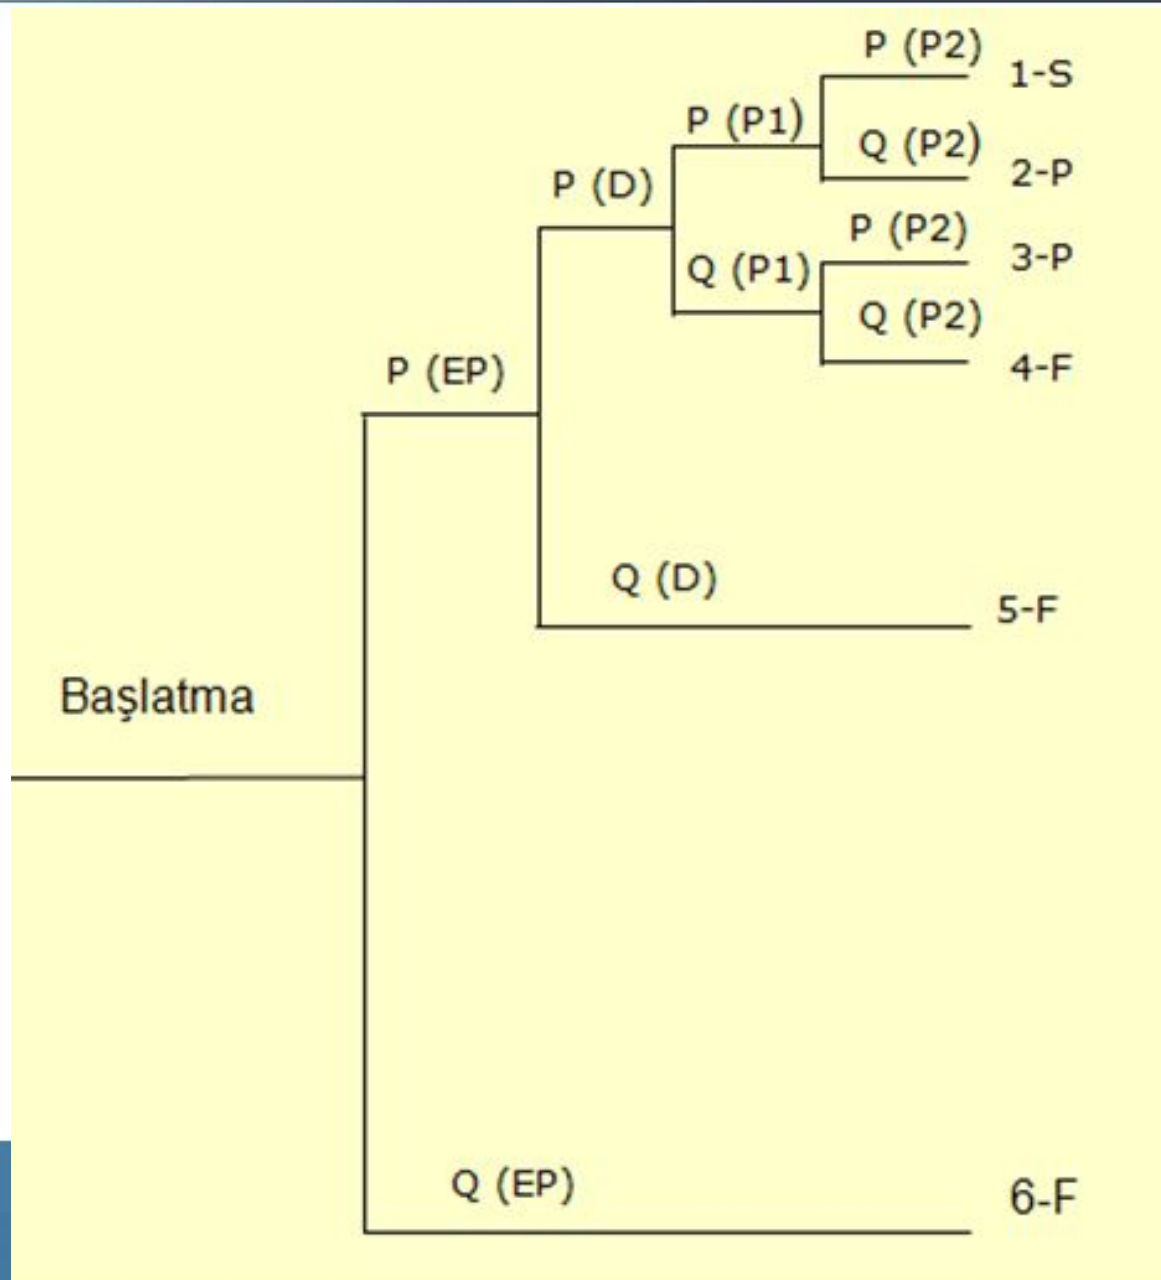 P (P2)
1-S
P (P1)
Q (P2)
2-P
P (D)
P (P2)
3-P
Q (P1)
Q (P2)
4-F
P (EP)
Q (D)
5-F
Başlatma
Q (EP)
6-F